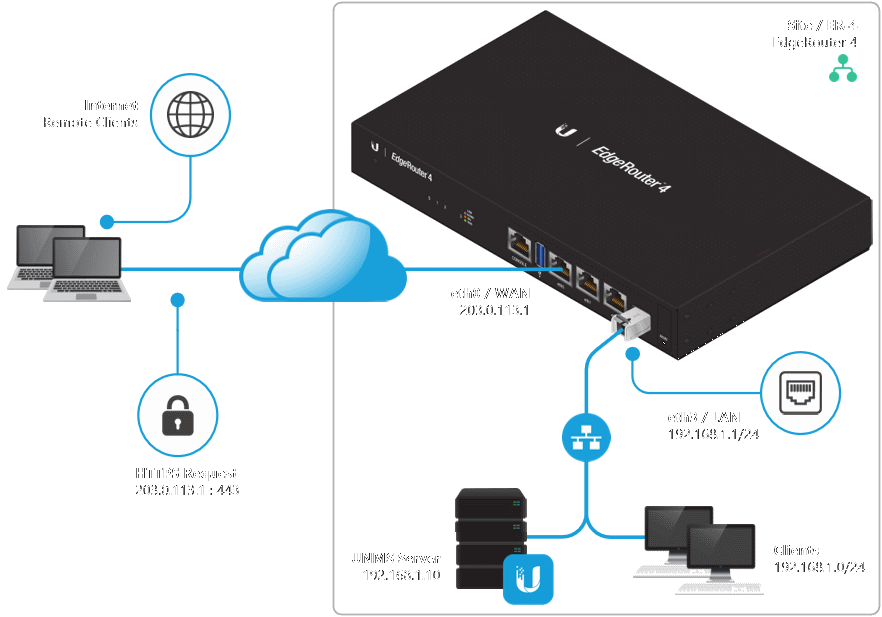 Site / ER-4
EdgeRouter 4
Internet
Remote Clients
EdgeRouter 4
EdgeRouter 4
CONSOLE
eth0 / WAN
203.0.113.1
eth3 / LAN
192.168.1.1/24
HTTPS Request
203.0.113.1 : 443
UNMS Server
192.168.1.10
Clients
192.168.1.0/24